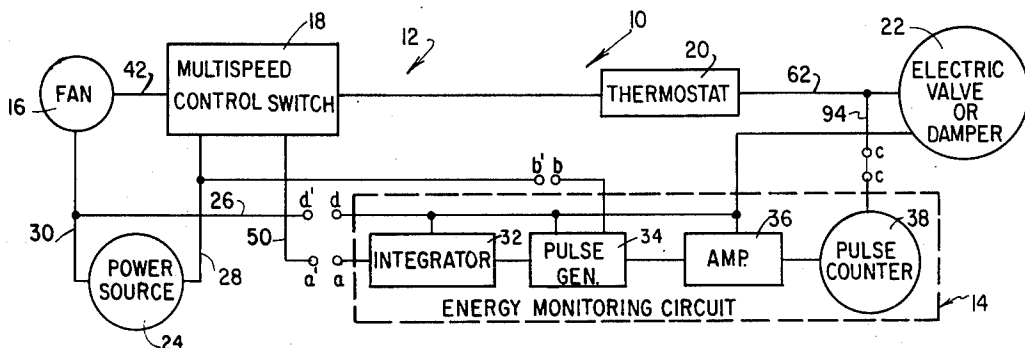 18
12
10
20
22
FAN
42
16
MULTISPEED
CONTROL SWITCH
THERMOSTAT
62
94
ELECTRIC
VALVE
OR
DAMPER
c
c
b' b
26
d' d
30
50
28
a' a
32
34
36
38
INTEGRATOR
PULSE
GEN.
AMP.
PULSE
COUNTER
POWER
SOURCE
24
ENERGY MONITORING CIRCUIT
14